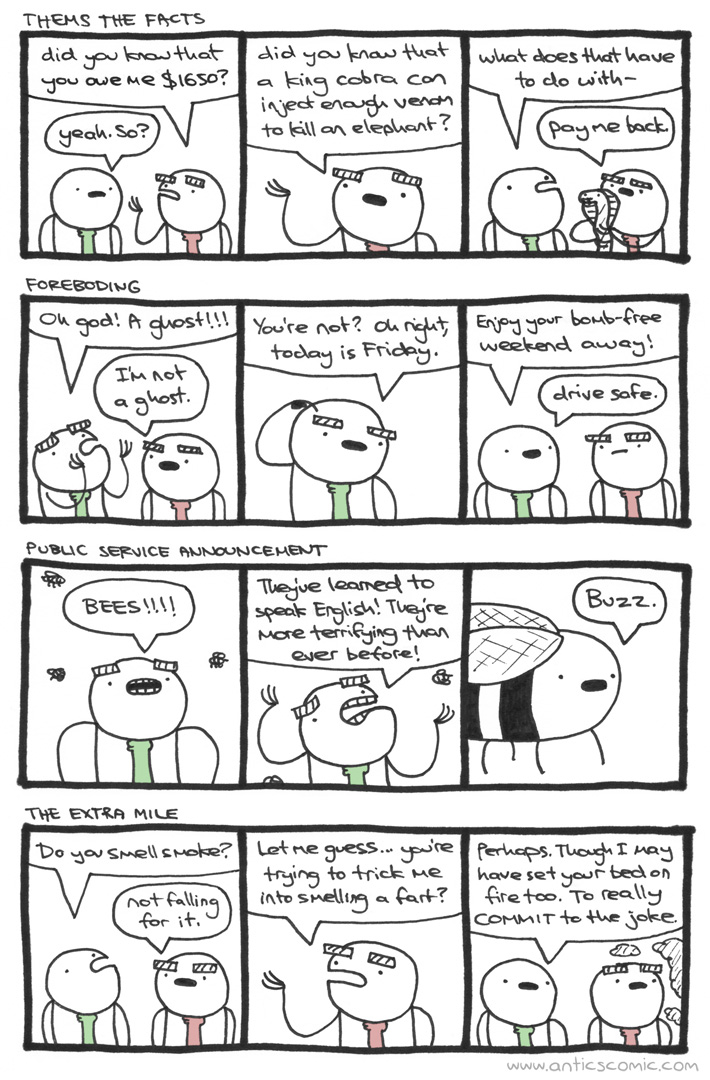 THEMS THE FACTS
did you know that
you owe me $1650?
yeah. So?
did you know that
a king cobra can
inject enough venom
to kill an elephant?
what does that have
to do with-
pay me back.
FOREBODING
Oh god! A ghost!!!
I'm not
a ghost.
You're not? Oh right,
today is Friday.
Enjoy your bomb-free
weekend away!
drive safe.
PUBLIC SERVICE ANNOUNCEMENT
BEES!!!!
They've learned to
speak English! They're
more terrifying than
ever before!
Buzz.
THE EXTRA MILE
Do you smell smoke?
not falling
for it.
Let me guess... you're
trying to trick me
into smelling a fart?
Perhaps. Though I may
have set your bed on
fire too. To really
COMMIT to the joke.
www.anticscomic.com